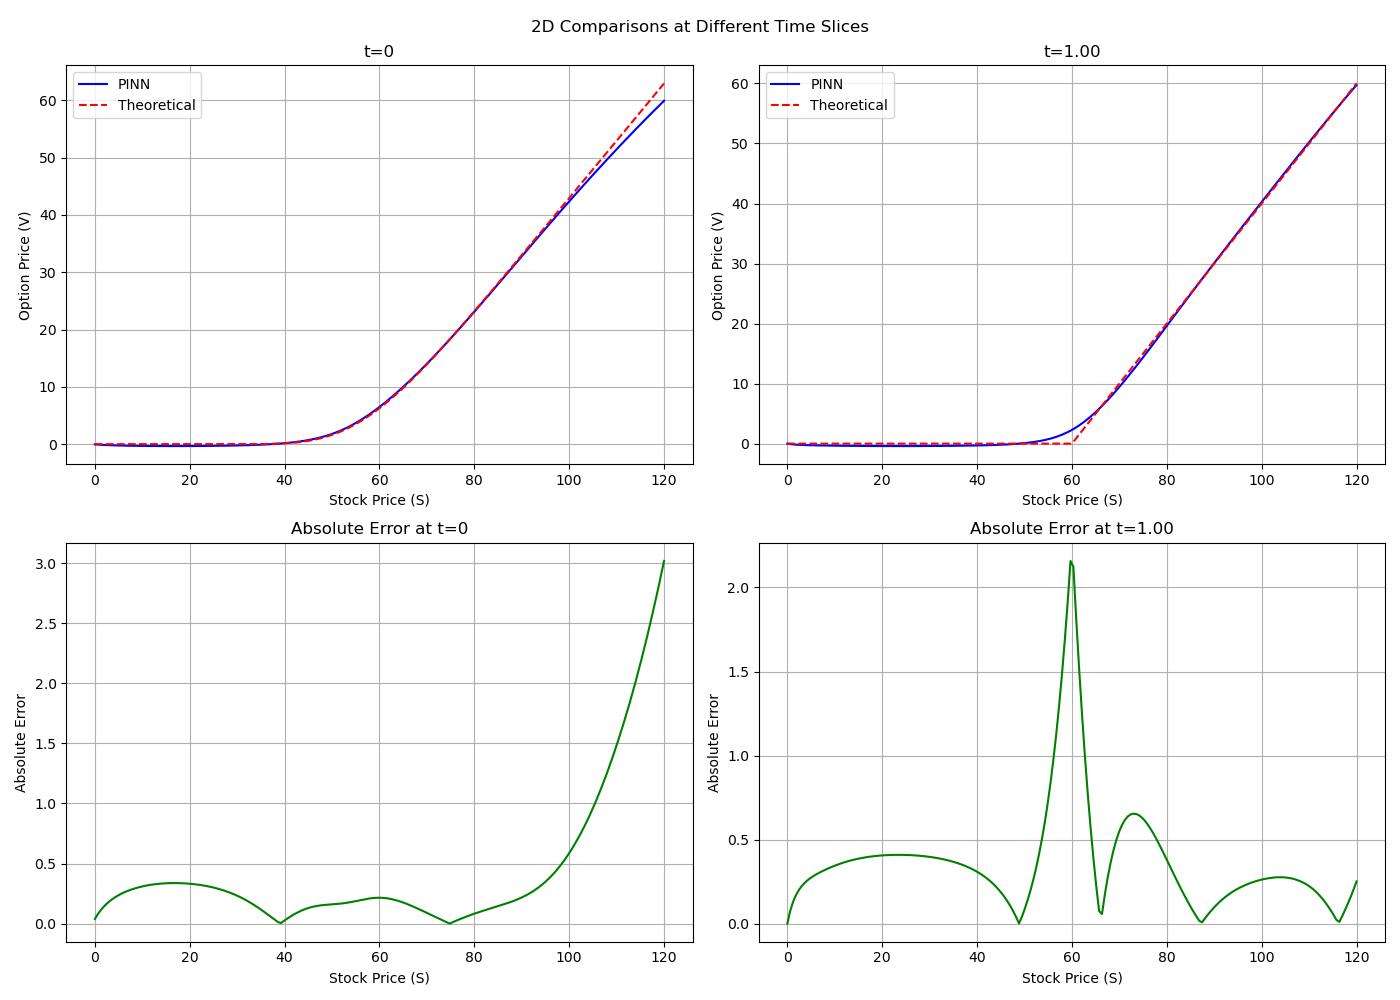 2D Comparisons at Different Time Slices
t=0
PINN
Theoretical
Option Price (V)
60
50
40
30
20
10
0
0 20 40 60 80 100 120
Stock Price (S)
t=1.00
PINN
Theoretical
Option Price (V)
60
50
40
30
20
10
0
0 20 40 60 80 100 120
Stock Price (S)
Absolute Error at t=0
Absolute Error
3.0
2.5
2.0
1.5
1.0
0.5
0.0
0 20 40 60 80 100 120
Stock Price (S)
Absolute Error at t=1.00
Absolute Error
2.0
1.5
1.0
0.5
0.0
0 20 40 60 80 100 120
Stock Price (S)